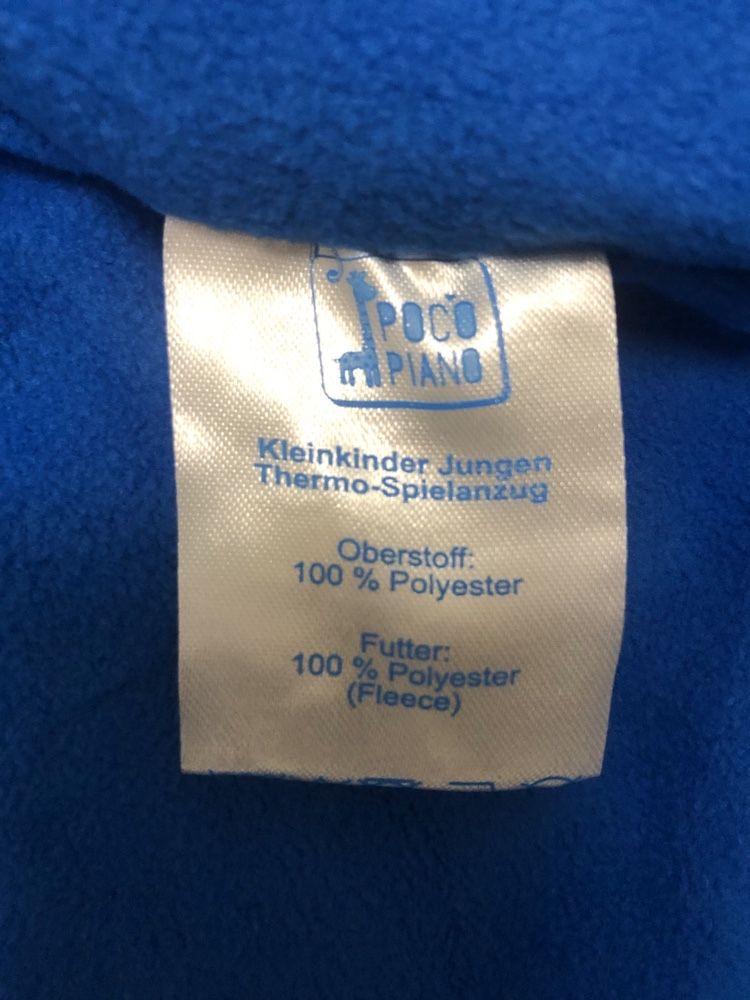 POCO
PIANO
Kleinkinder Jungen
Thermo-Spielanzug
Oberstoff:
100 % Polyester
Futter:
100 % Polyester
(Fleece)